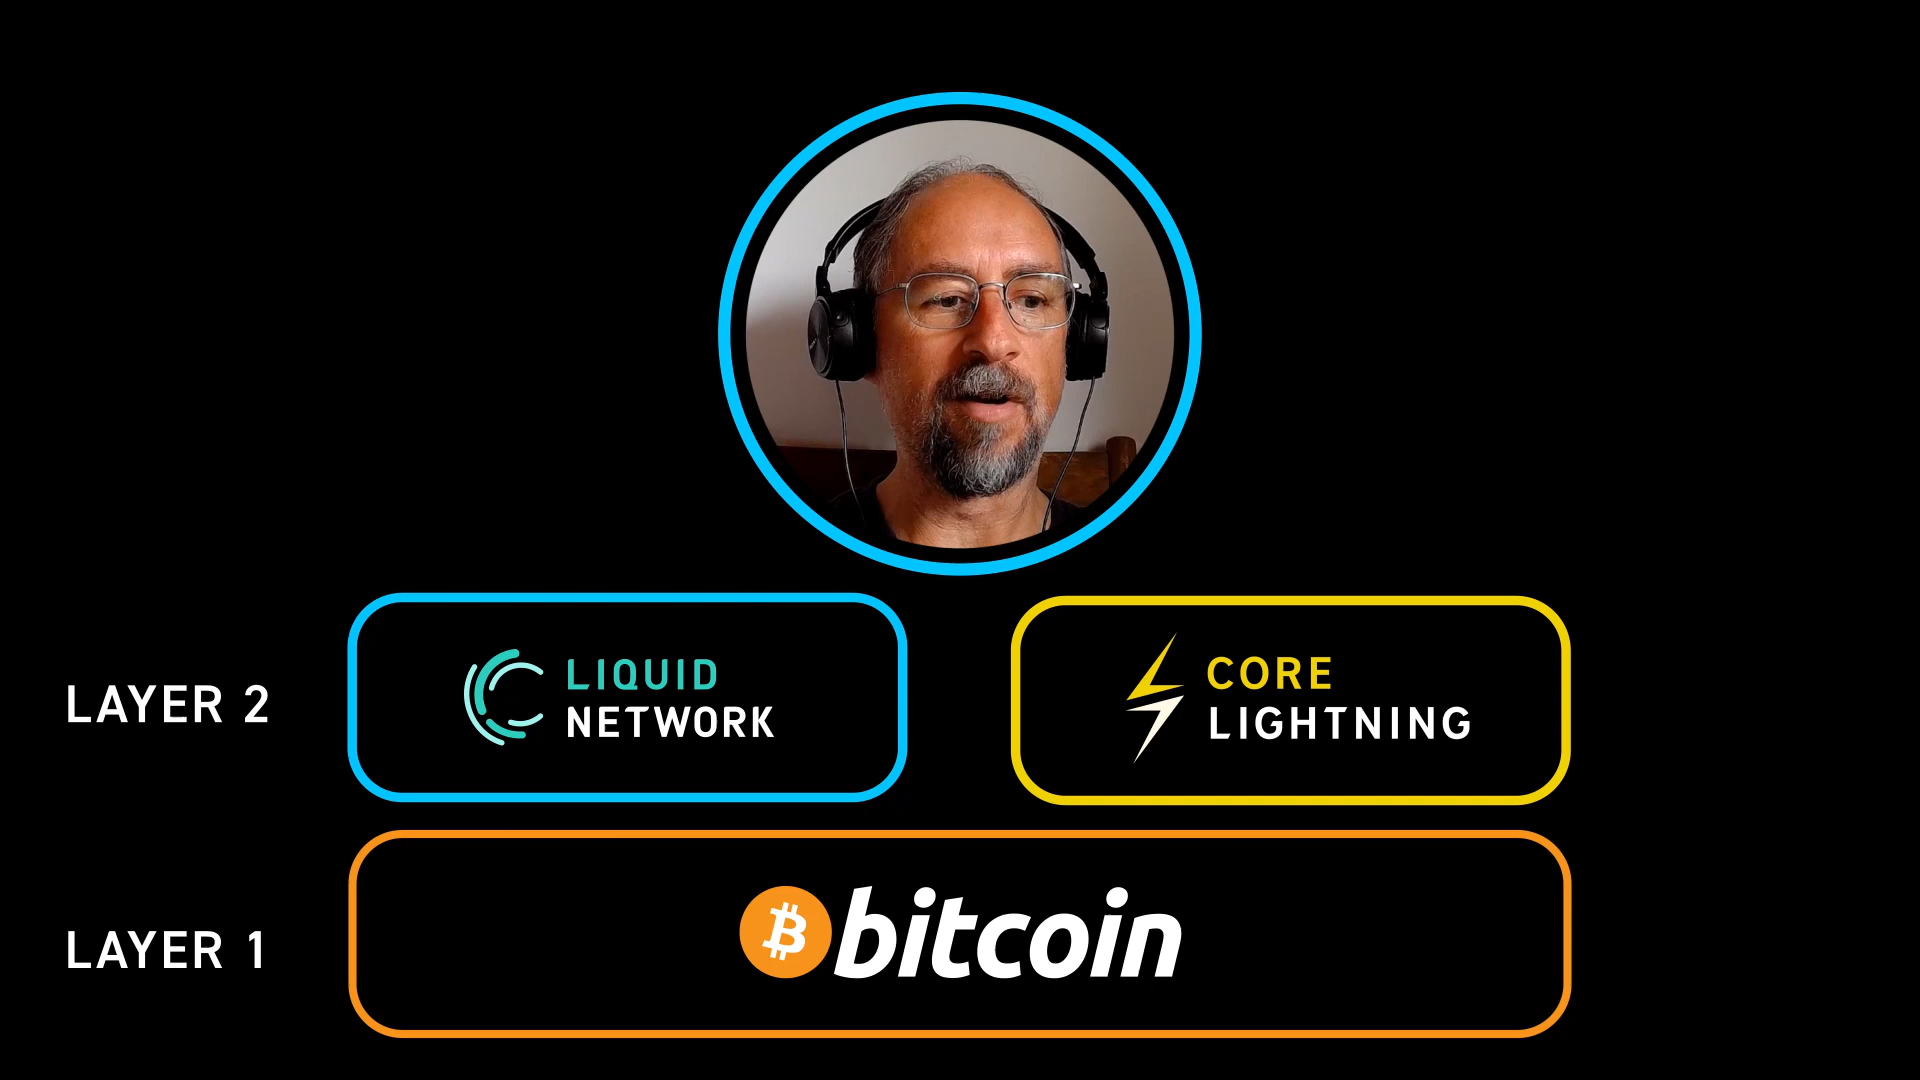 LAYER 2
LIQUID
NETWORK
CORE
LIGHTNING
LAYER 1
bitcoin